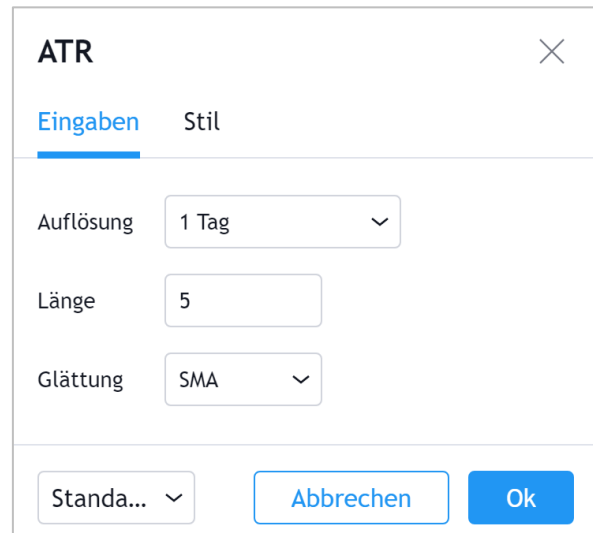 ATR
Eingaben Stil
Auflösung 1 Tag
Länge 5
Glättung SMA
Standa... Abbrechen Ok